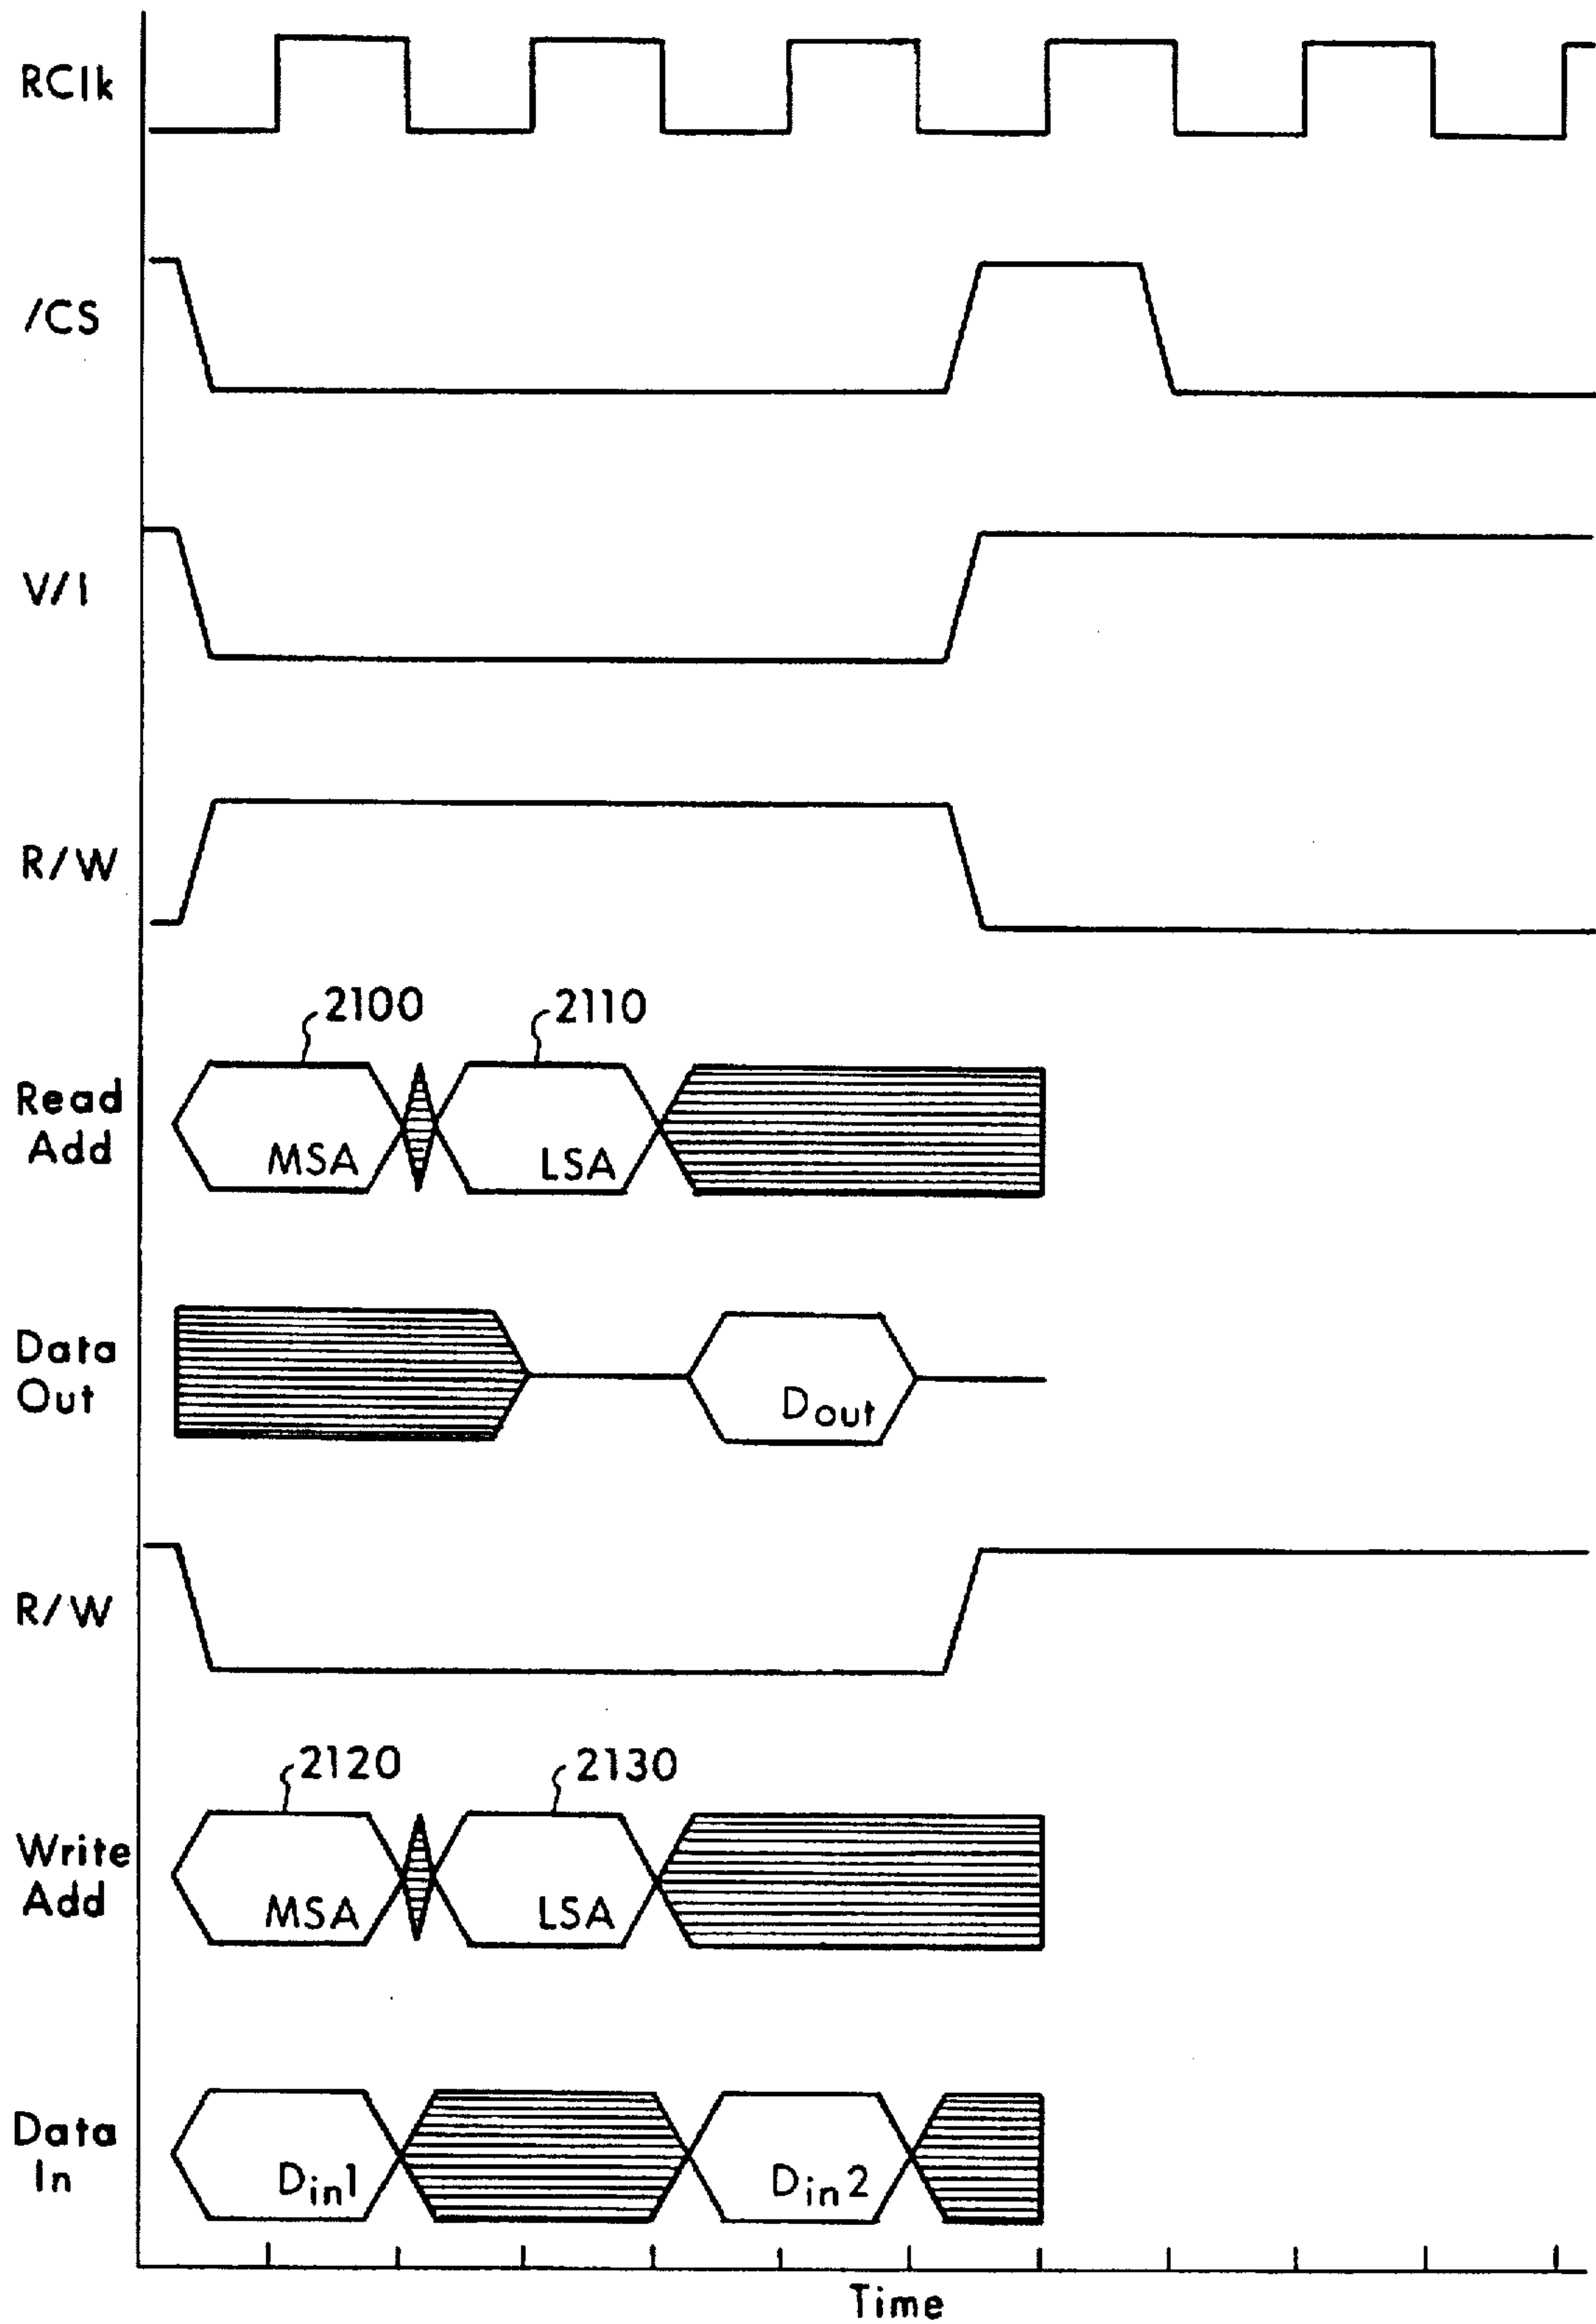 RClk
/CS
V/I
R/W
2100 2110
Read
Add
MSA LSA
Data
Out
Dout
R/W
2120 2130
Write
Add
MSA LSA
Data
In
Din1 Din2
Time